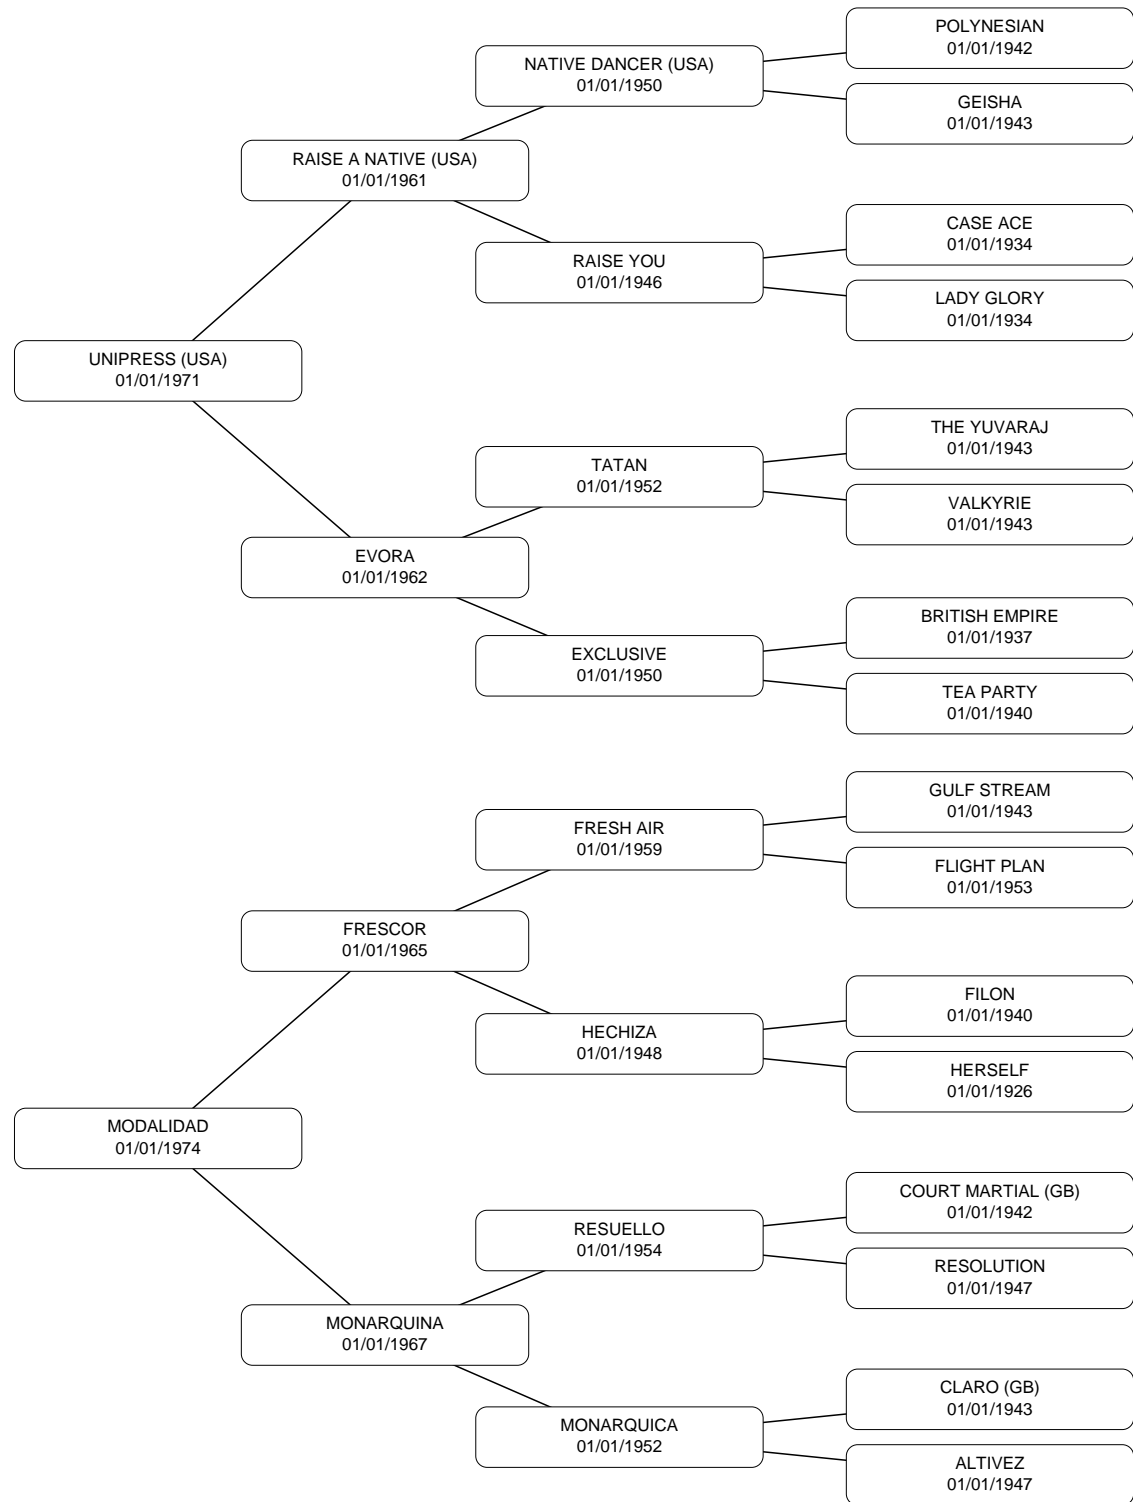 POLYNESIAN
01/01/1942
NATIVE DANCER (USA)
01/01/1950
GEISHA
01/01/1943
RAISE A NATIVE (USA)
01/01/1961
CASE ACE
01/01/1934
RAISE YOU
01/01/1946
LADY GLORY
01/01/1934
UNIPRESS (USA)
01/01/1971
THE YUVARAJ
01/01/1943
TATAN
01/01/1952
VALKYRIE
01/01/1943
EVORA
01/01/1962
BRITISH EMPIRE
01/01/1937
EXCLUSIVE
01/01/1950
TEA PARTY
01/01/1940
GULF STREAM
01/01/1943
FRESH AIR
01/01/1959
FLIGHT PLAN
01/01/1953
FRESCOR
01/01/1965
FILON
01/01/1940
HECHIZA
01/01/1948
HERSELF
01/01/1926
MODALIDAD
01/01/1974
COURT MARTIAL (GB)
01/01/1942
RESUELLO
01/01/1954
RESOLUTION
01/01/1947
MONARQUINA
01/01/1967
CLARO (GB)
01/01/1943
MONARQUICA
01/01/1952
ALTIVEZ
01/01/1947